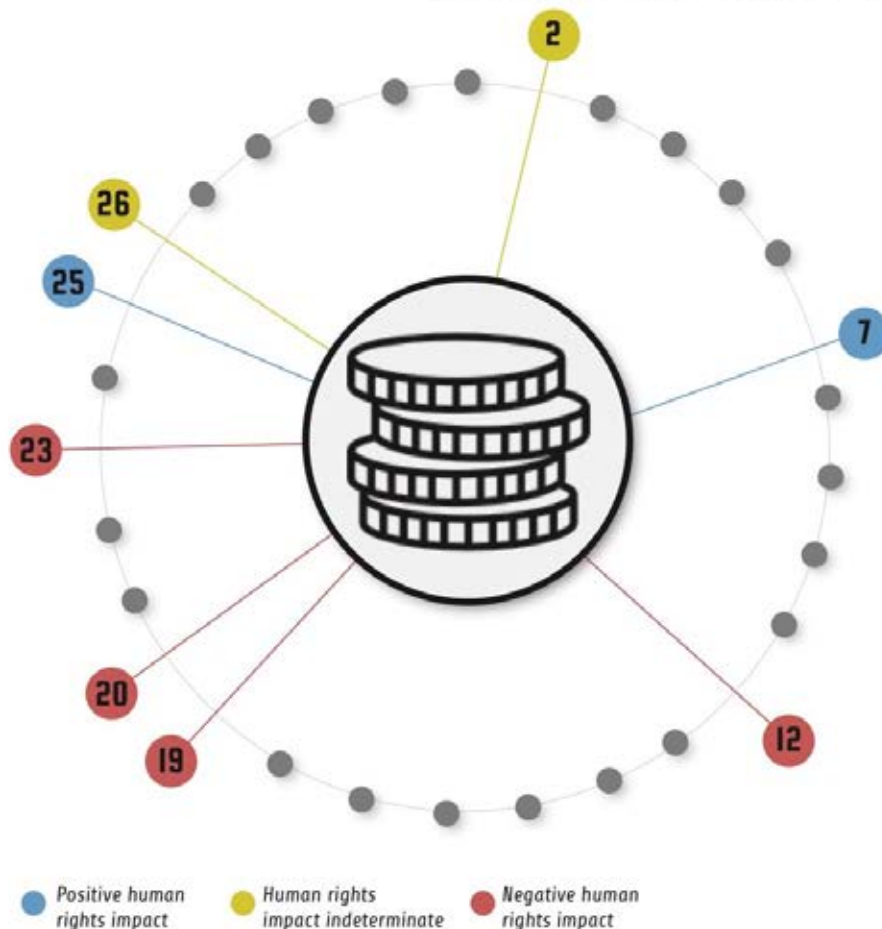 2
26
25
7
23
20
19
12
Positive human
rights impact
Human rights
impact indeterminate
Negative human
rights impact